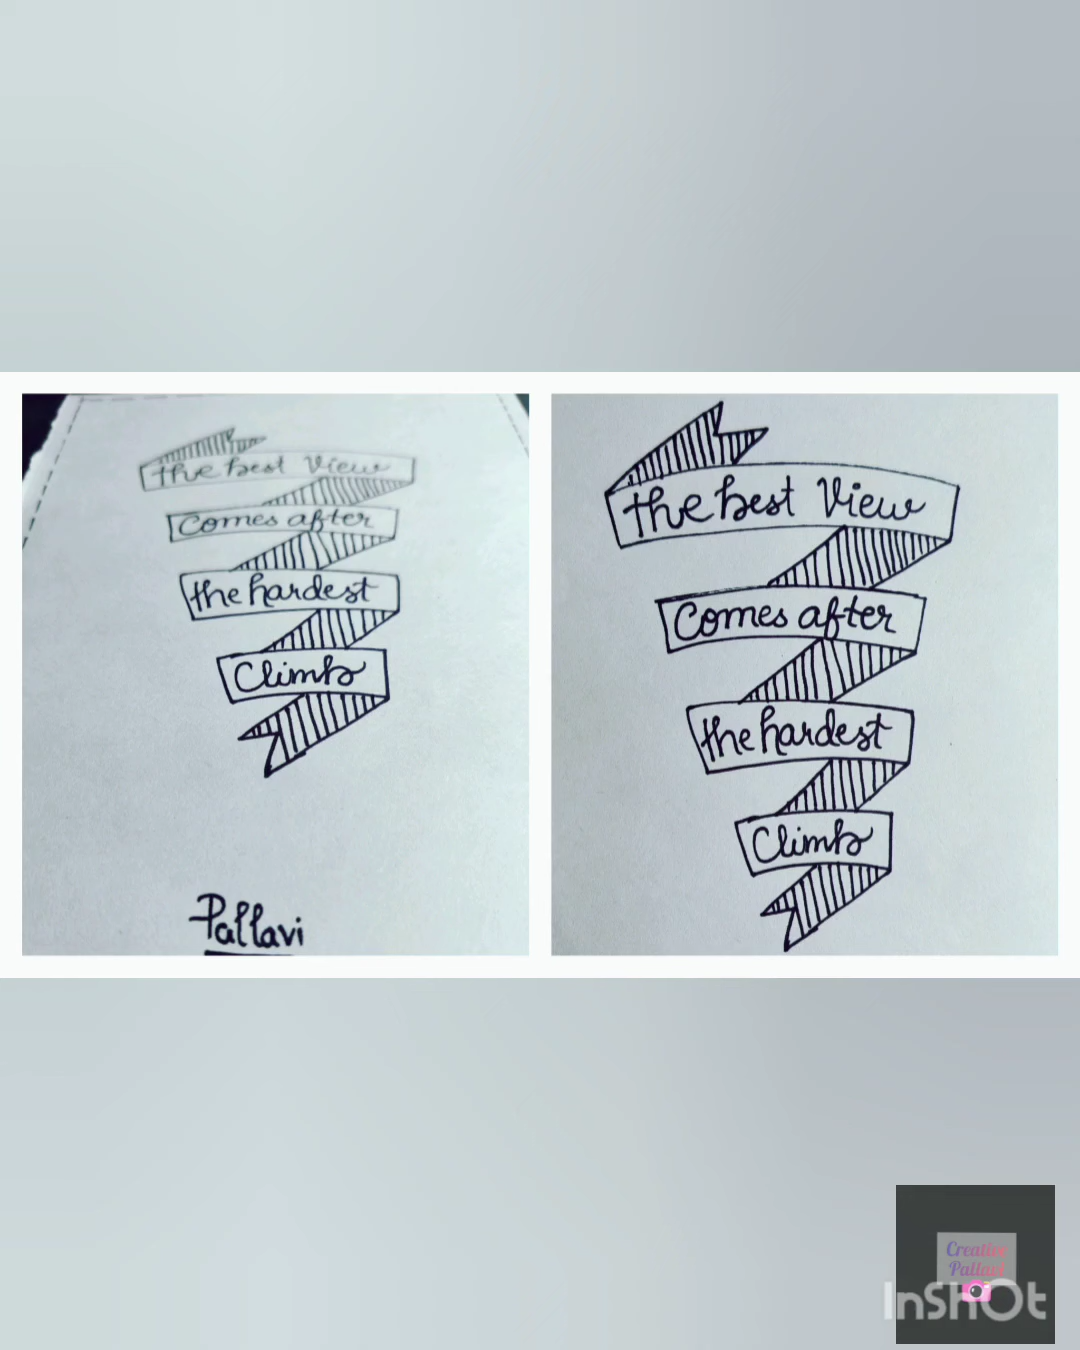 the best View
Comes after
the hardest
Climb
Pallavi
the best View
Comes after
the hardest
Climb
Creative
Pallavi
InShOt